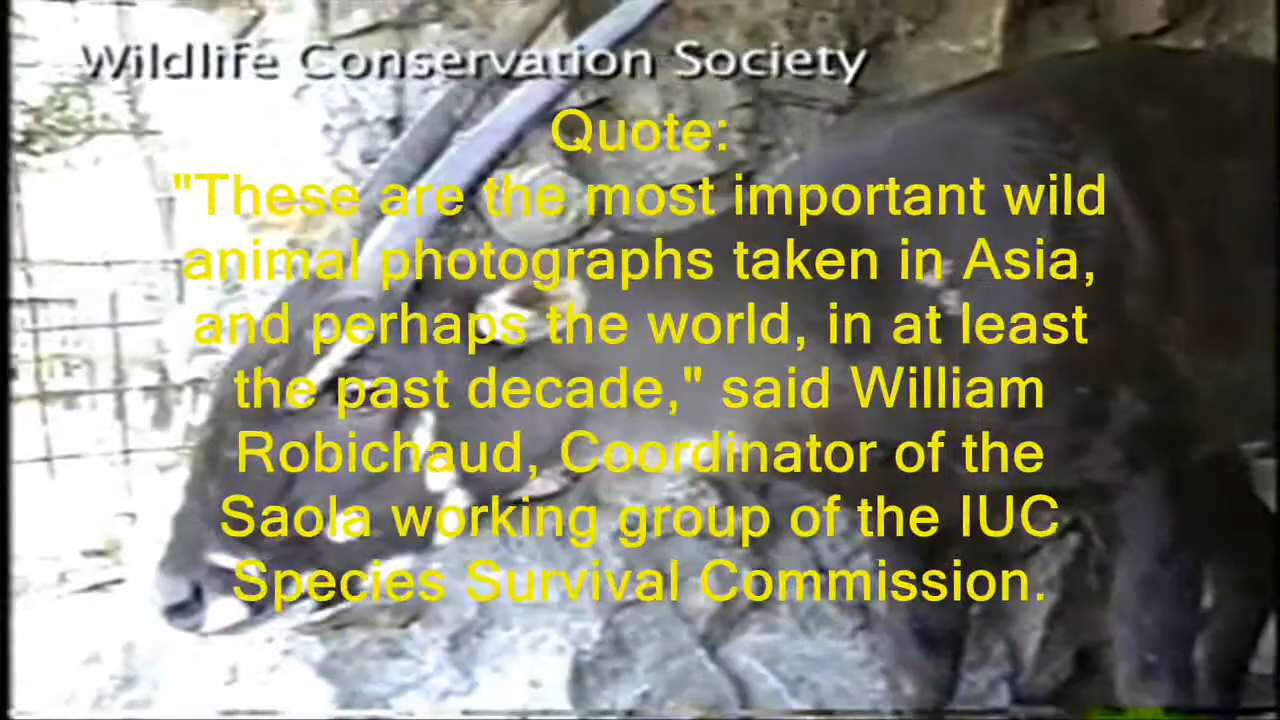 Wildlife Conservation Society
Quote:
"These are the most important wild
animal photographs taken in Asia,
and perhaps the world, in at least
the past decade," said William
Robichaud, Coordinator of the
Saola working group of the IUC
Species Survival Commission.